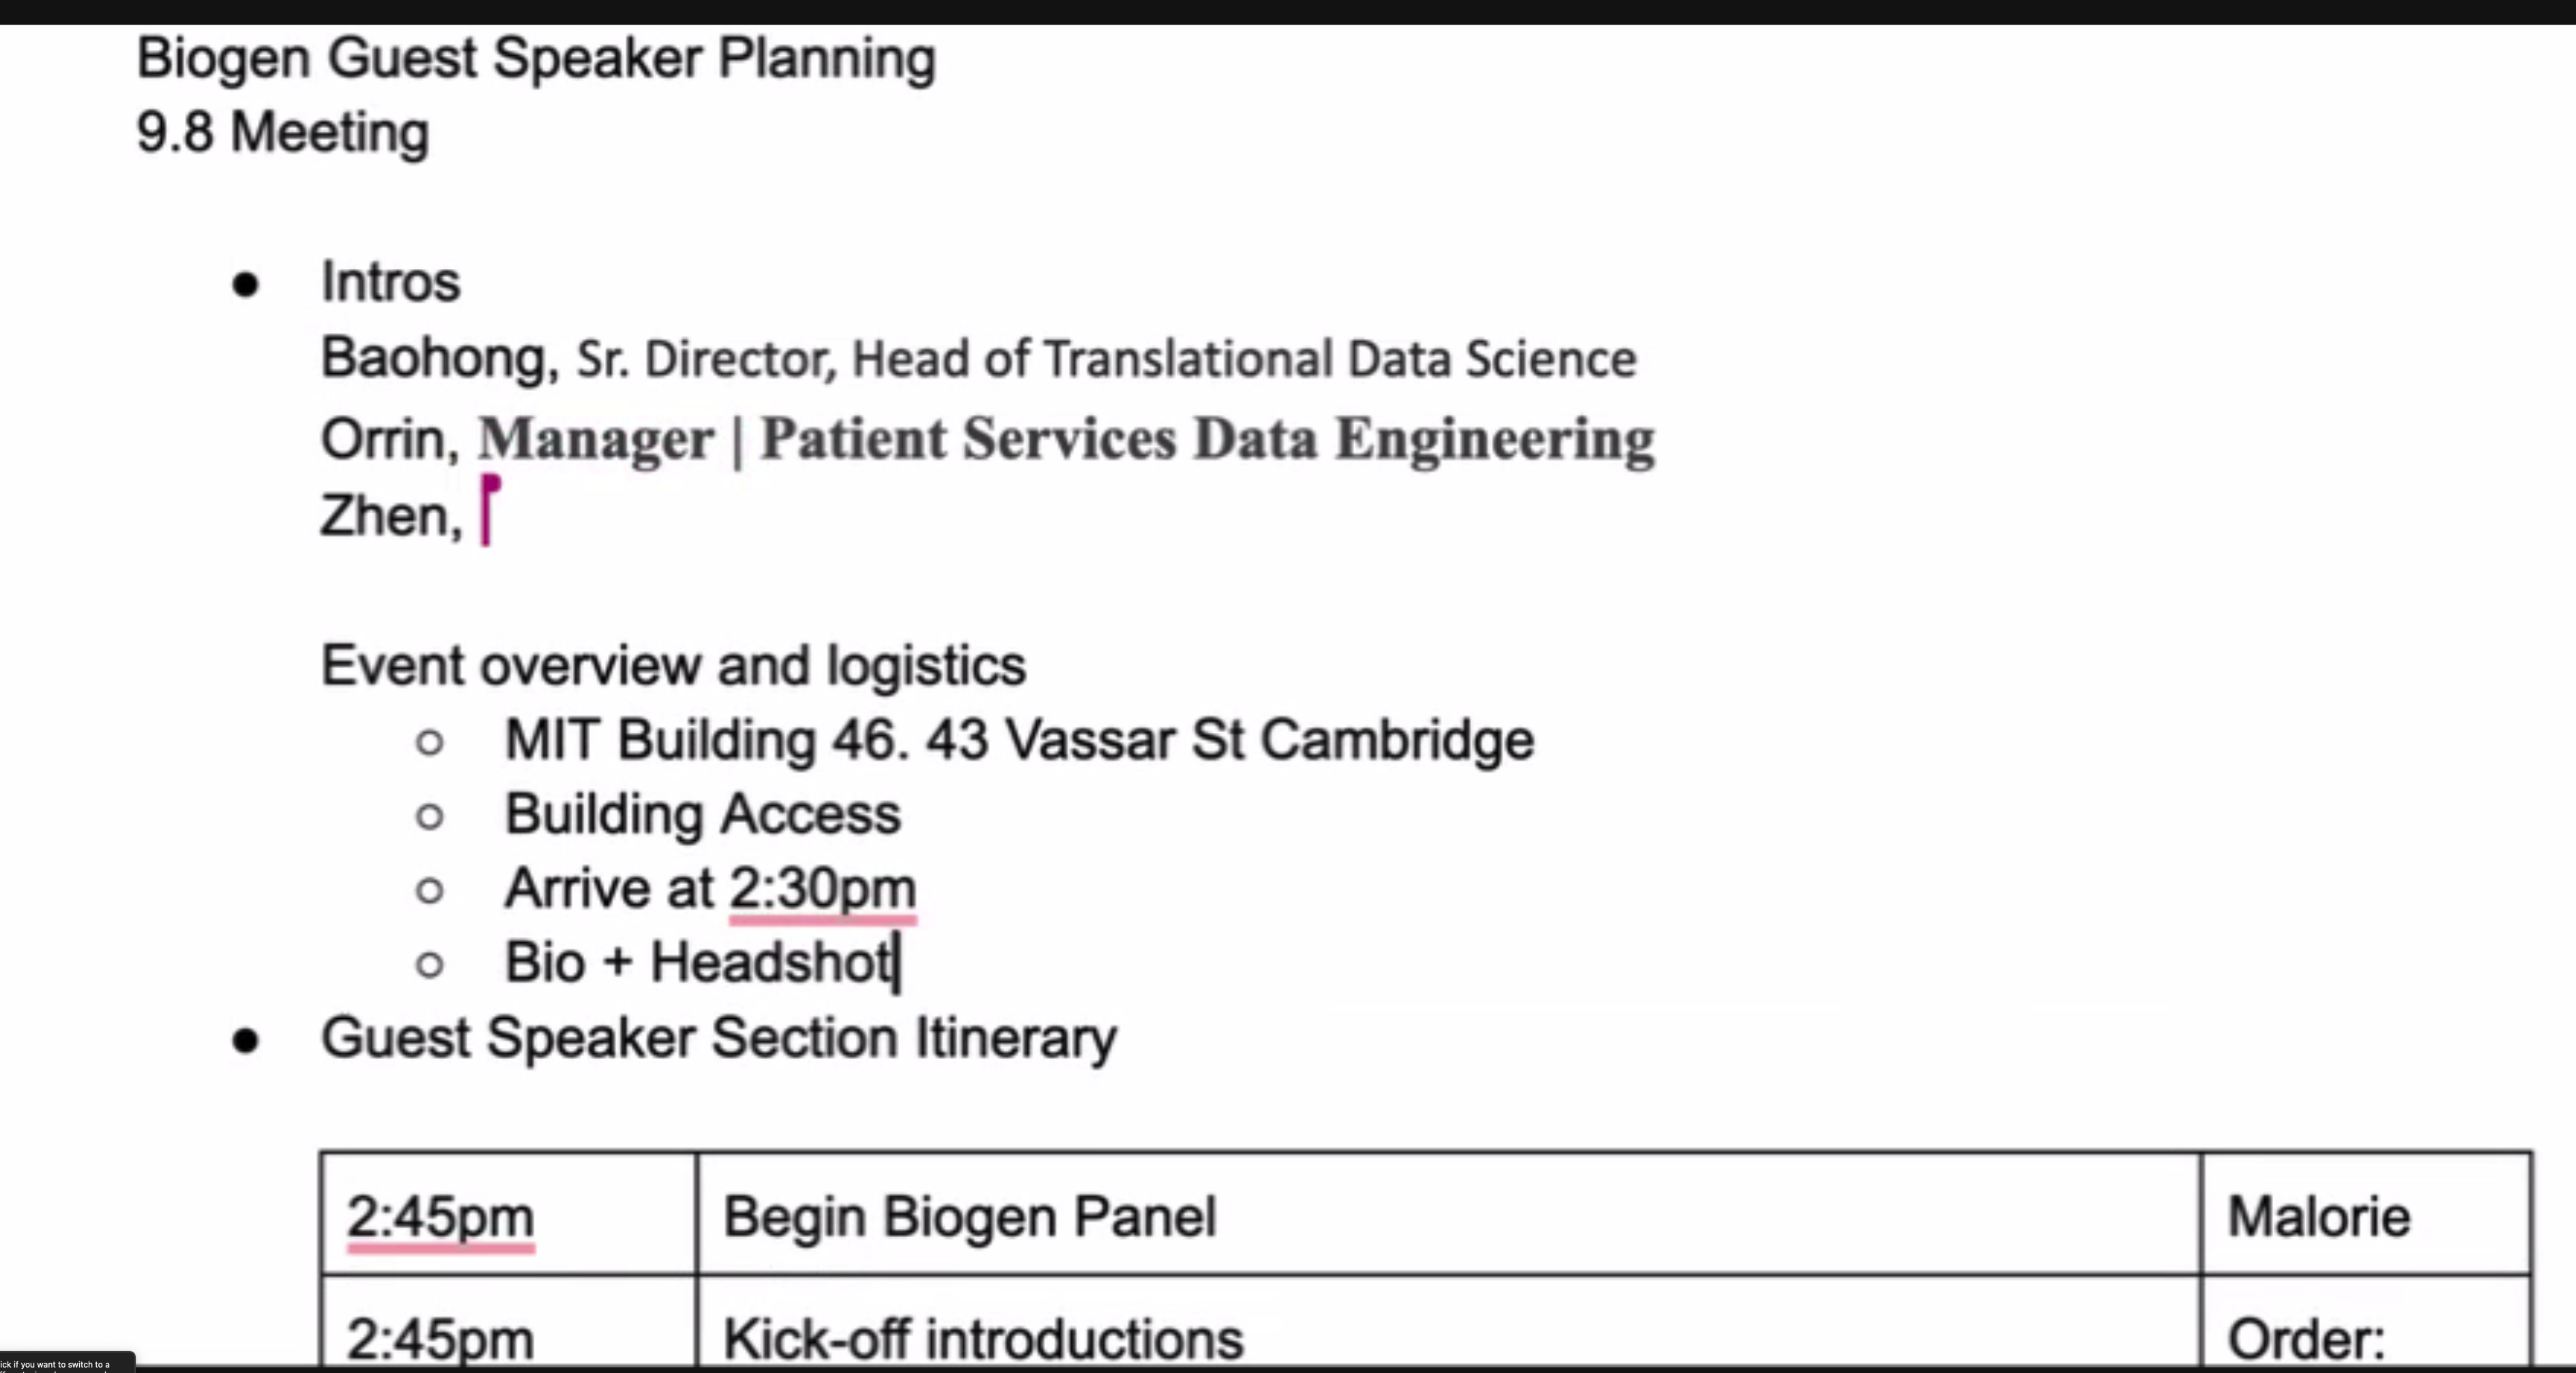 Biogen Guest Speaker Planning
9.8 Meeting
● Intros
Baohong, Sr. Director, Head of Translational Data Science
Orrin, Manager | Patient Services Data Engineering
Zhen,
Event overview and logistics
○ MIT Building 46. 43 Vassar St Cambridge
○ Building Access
○ Arrive at 2:30pm
○ Bio + Headshot
● Guest Speaker Section Itinerary
2:45pm Begin Biogen Panel Malorie
2:45pm Kick-off introductions Order:
ick if you want to switch to a